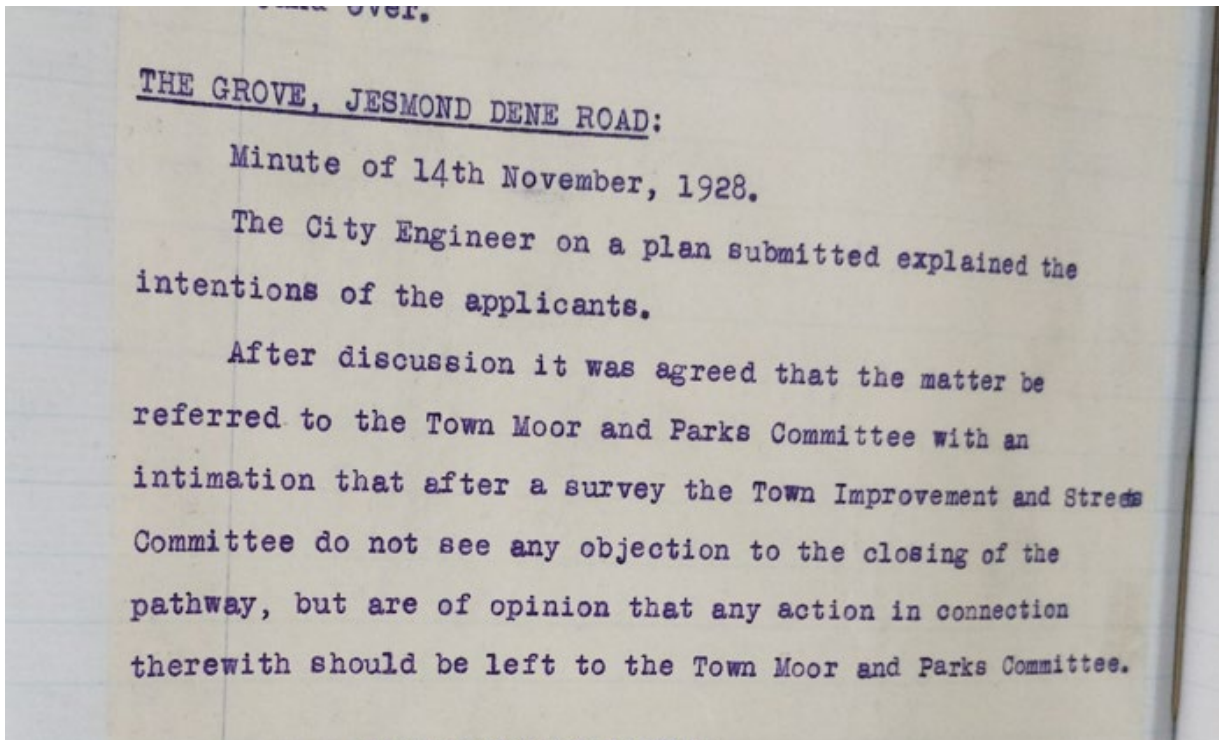 over.
THE GROVE, JESMOND DENE ROAD:
Minute of 14th November, 1928.
The City Engineer on a plan submitted explained the
intentions of the applicants.
After discussion it was agreed that the matter be
referred to the Town Moor and Parks Committee with an
intimation that after a survey the Town Improvement and Streets
Committee do not see any objection to the closing of the
pathway, but are of opinion that any action in connection
therewith should be left to the Town Moor and Parks Committee.